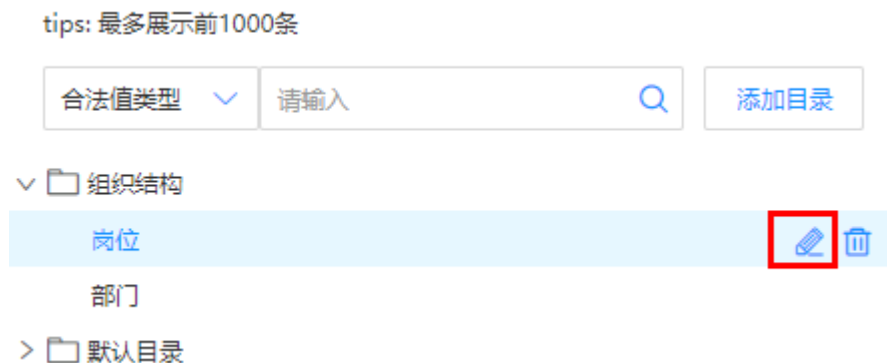 tips: 最多展示前1000条
合法值类型 请输入 添加目录
组织结构
岗位
部门
默认目录